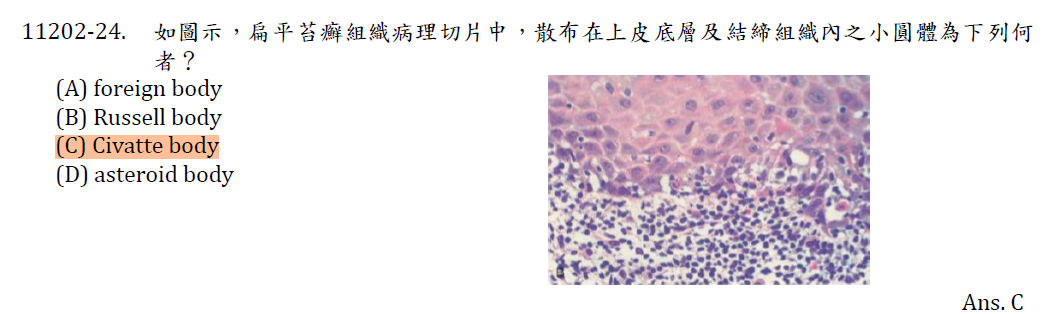 11202-24. 如圖示，扁平苔癬組織病理切片中，散布在上皮底層及結締組織內之小圓體為下列何
者？
(A) foreign body
(B) Russell body
(C) Civatte body
(D) asteroid body
Ans. C